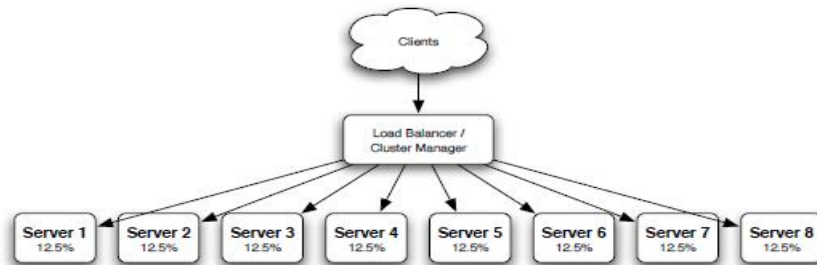 Clients
Load Balancer /
Cluster Manager
Server 1
12.5%
Server 2
12.5%
Server 3
12.5%
Server 4
12.5%
Server 5
12.5%
Server 6
12.5%
Server 7
12.5%
Server 8
12.5%